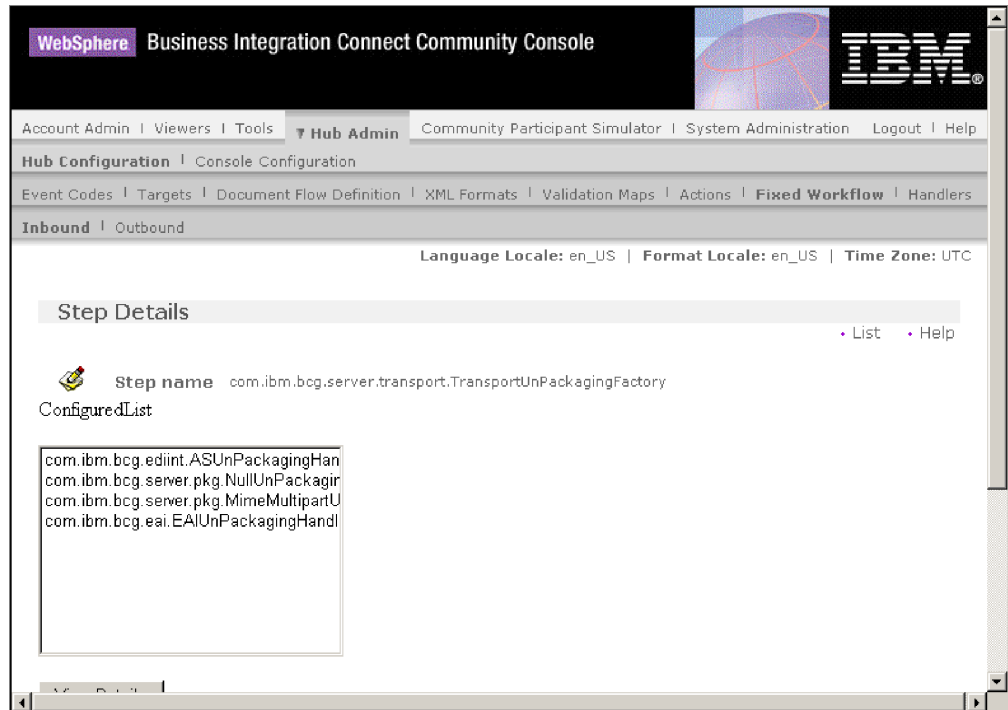 WebSphere Business Integration Connect Community Console
IBM®
Account Admin | Viewers | Tools Hub Admin Community Participant Simulator | System Administration Logout | Help
Hub Configuration | Console Configuration
Event Codes | Targets | Document Flow Definition | XML Formats | Validation Maps | Actions | Fixed Workflow | Handlers
Inbound | Outbound
Language Locale: en_US | Format Locale: en_US | Time Zone: UTC
Step Details
• List • Help
Step name com.ibm.bcg.server.transport.TransportUnPackagingFactory
ConfiguredList
com.ibm.bcg.ediint.ASUnPackagingHan
com.ibm.bcg.server.pkg.NullUnPackagin
com.ibm.bcg.server.pkg.MimeMultipartU
com.ibm.bcg.eai.EAIUnPackagingHandl